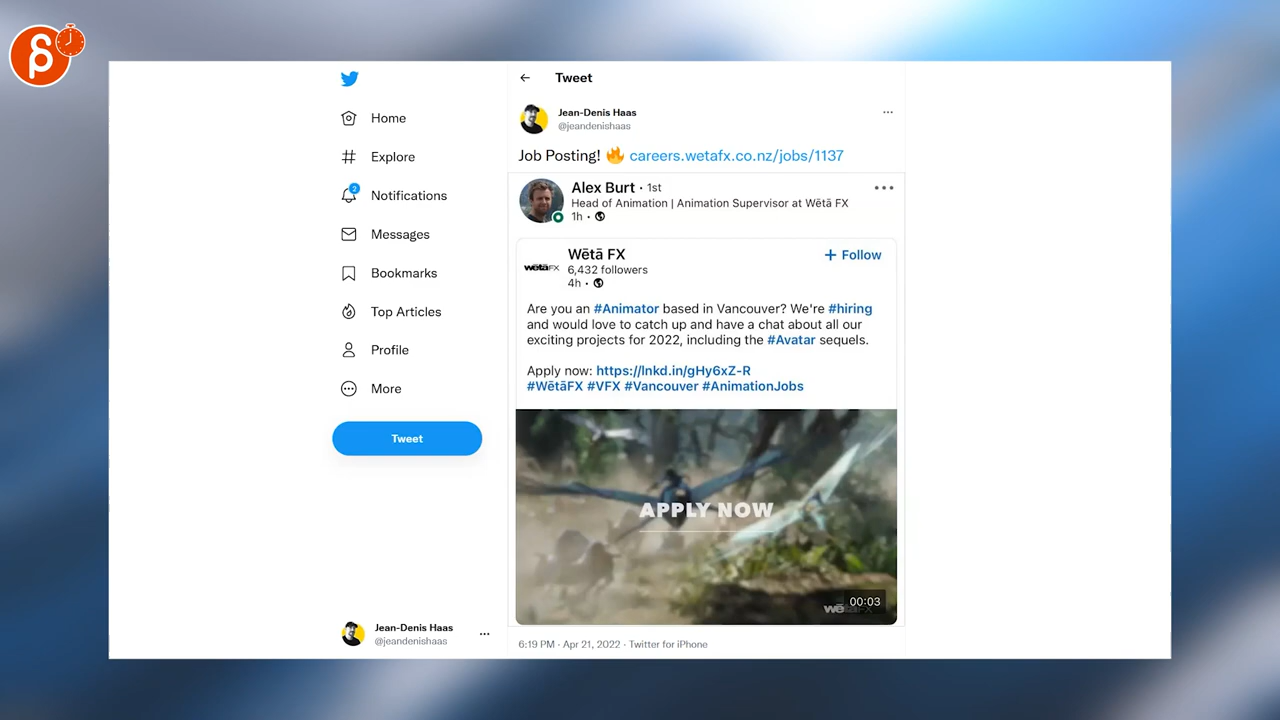 Home
Explore
2
Notifications
Messages
Bookmarks
Top Articles
Profile
More
Tweet
Jean-Denis Haas
@jeandenishaas
Tweet
Jean-Denis Haas
@jeandenishaas
Job Posting! 🔥 careers.wetafx.co.nz/jobs/1137
Alex Burt · 1st
Head of Animation | Animation Supervisor at Wētā FX
1h ·
wētāFX
Wētā FX
+ Follow
6,432 followers
4h ·
Are you an #Animator based in Vancouver? We're #hiring
and would love to catch up and have a chat about all our
exciting projects for 2022, including the #Avatar sequels.
Apply now: https://lnkd.in/gHy6xZ-R
#WētāFX #VFX #Vancouver #AnimationJobs
APPLY NOW
00:03
6:19 PM · Apr 21, 2022 · Twitter for iPhone